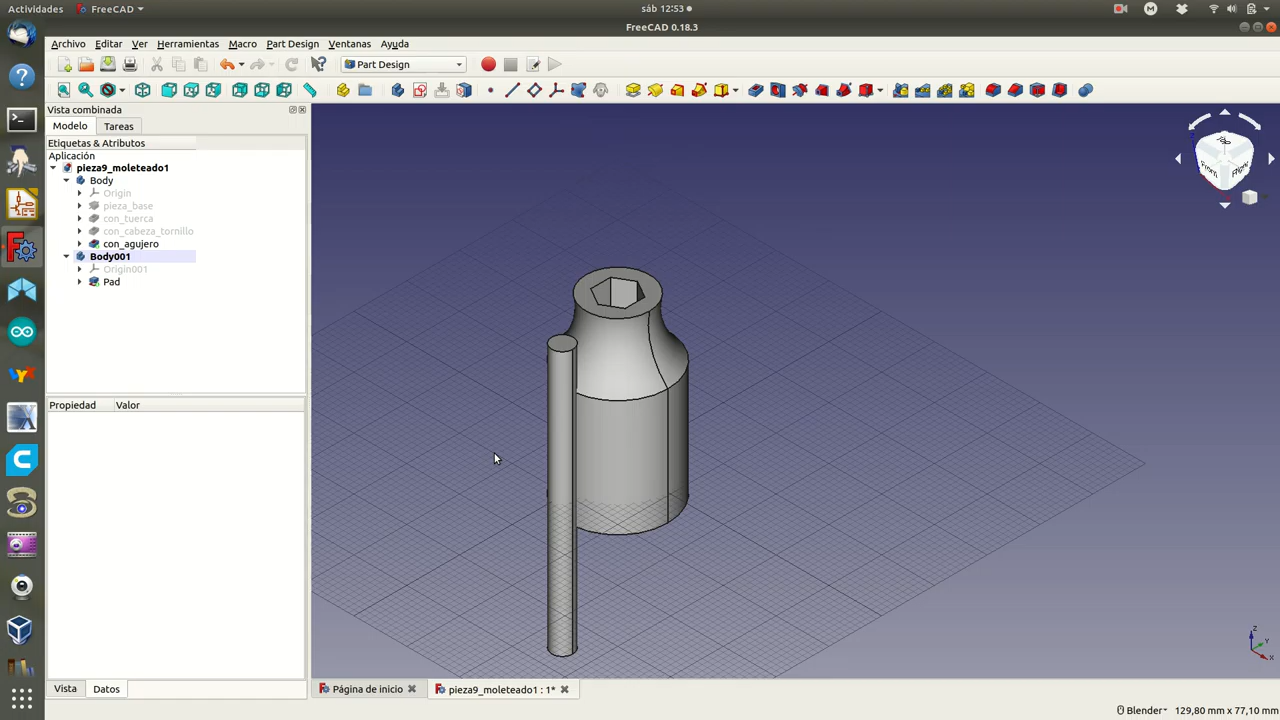 Actividades FreeCAD sáb 12:53
FreeCAD 0.18.3
Archivo Editar Ver Herramientas Macro Part Design Ventanas Ayuda
Part Design
Vista combinada
Modelo Tareas
Etiquetas & Atributos
Aplicación
pieza9_moleteado1
Body
Origin
pieza_base
con_tuerca
con_cabeza_tornillo
con_agujero
Body001
Origin001
Pad
Propiedad Valor
Vista Datos
Página de inicio pieza9_moleteado1 : 1*
Blender 129,80 mm x 77,10 mm
Z
Y
X